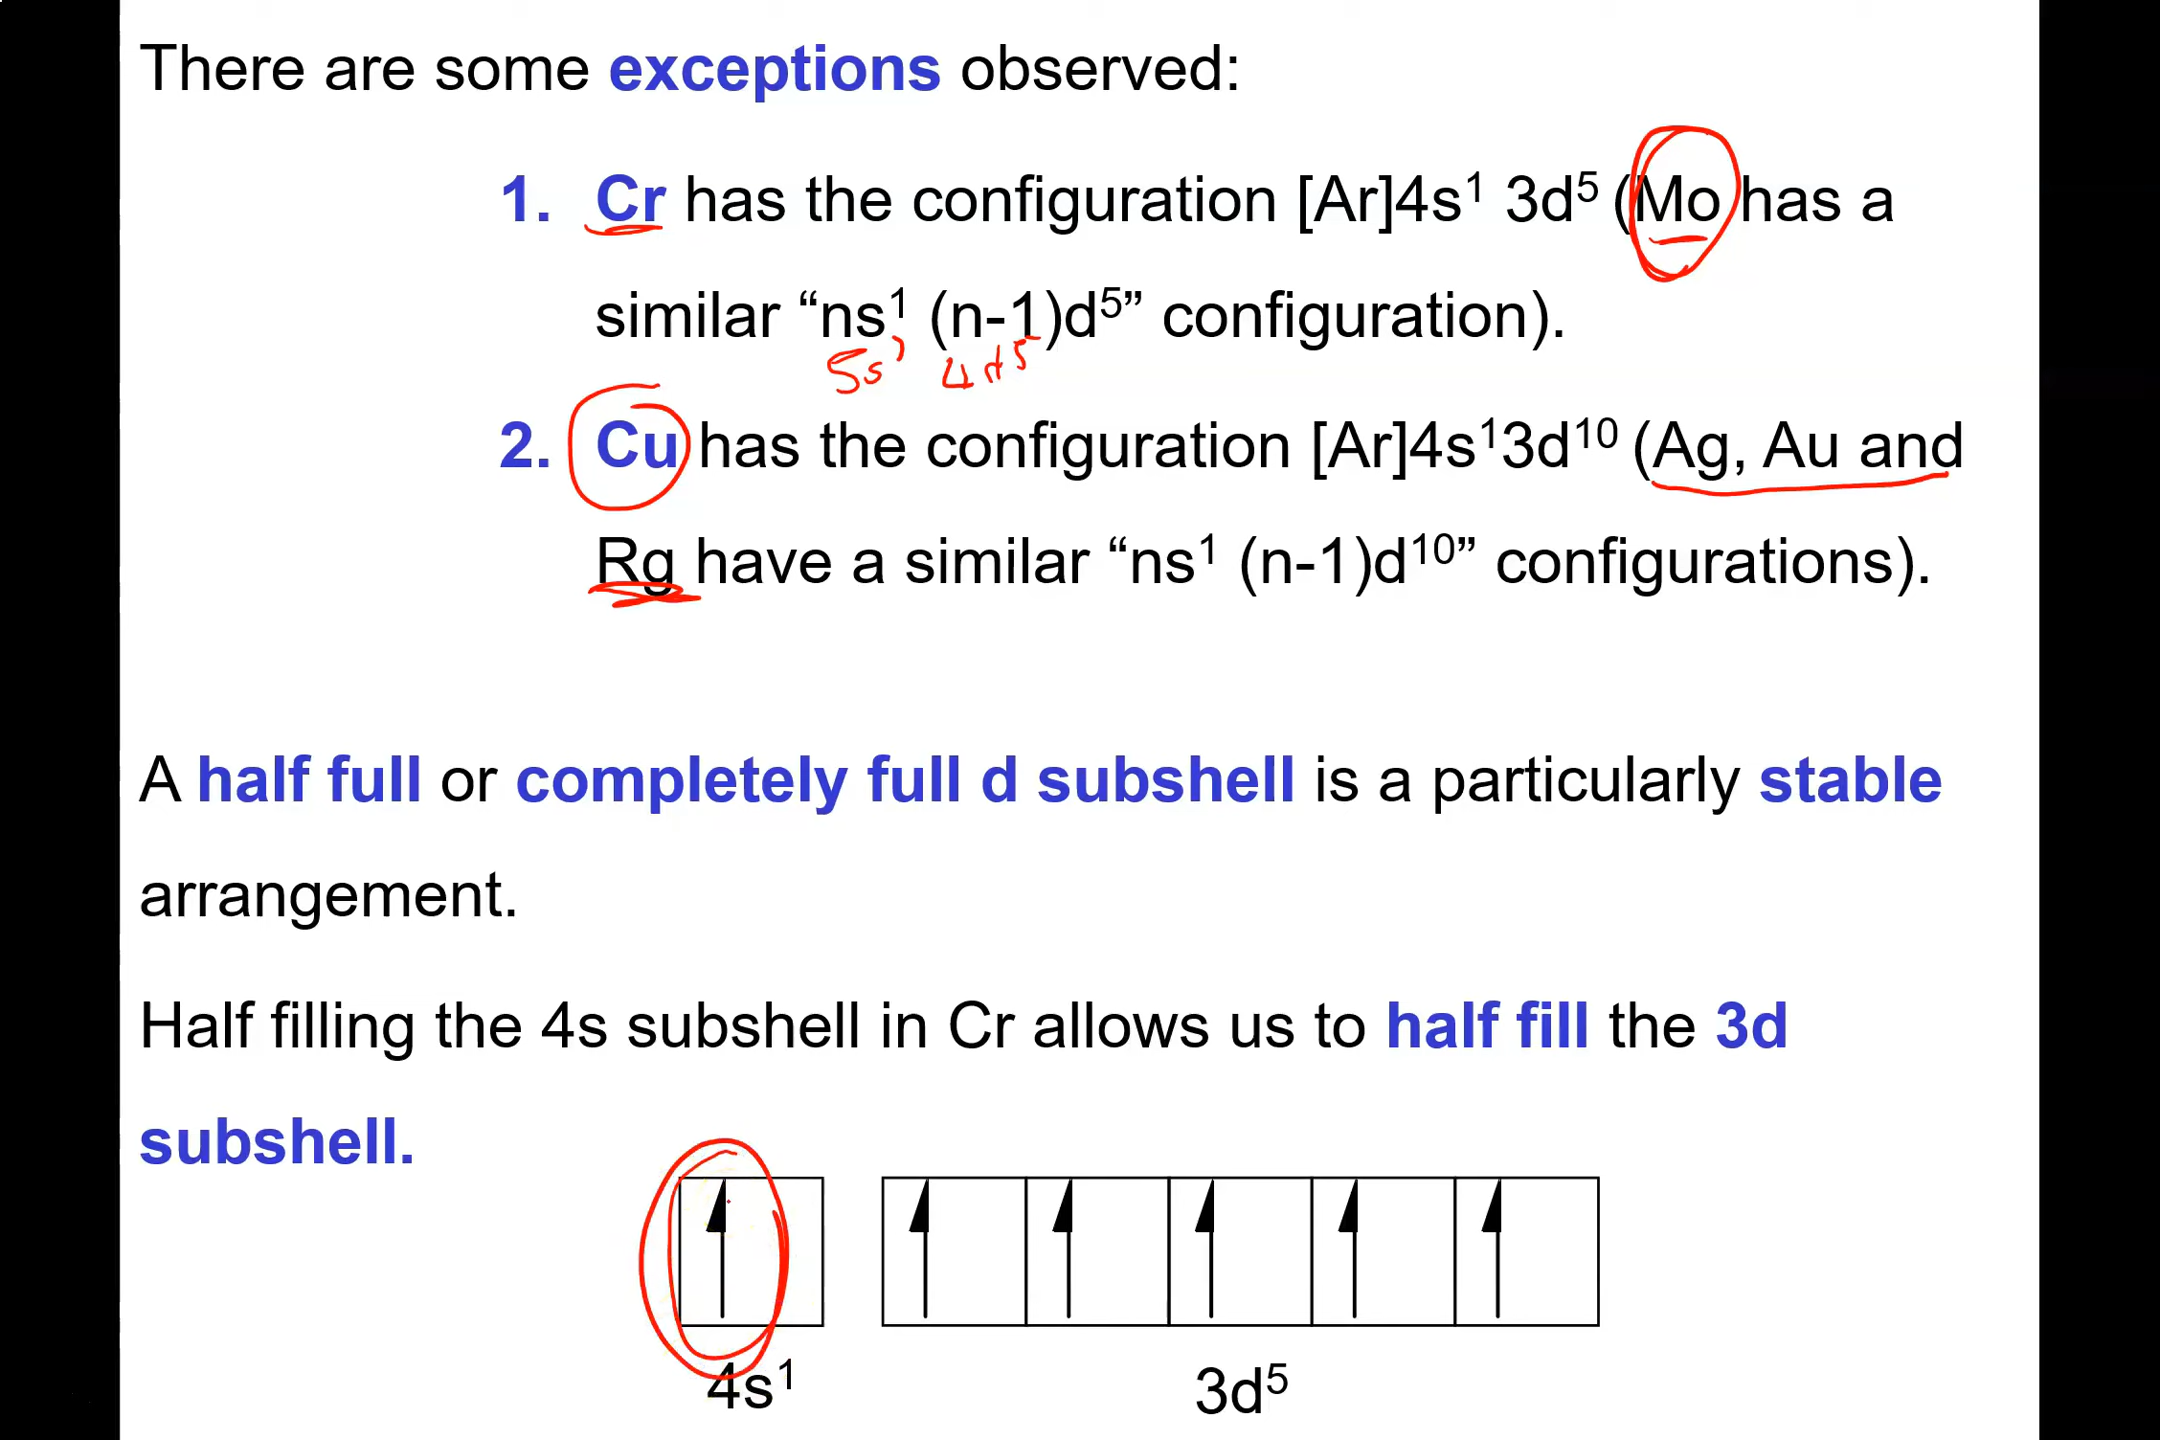 There are some exceptions observed:
1. Cr has the configuration [Ar]4s¹ 3d⁵ (Mo has a
similar “ns¹ (n-1)d⁵” configuration).
5s¹ 4d⁵
2. Cu has the configuration [Ar]4s¹3d¹⁰ (Ag, Au and
Rg have a similar “ns¹ (n-1)d¹⁰” configurations).
A half full or completely full d subshell is a particularly stable
arrangement.
Half filling the 4s subshell in Cr allows us to half fill the 3d
subshell.
4s¹ 3d⁵